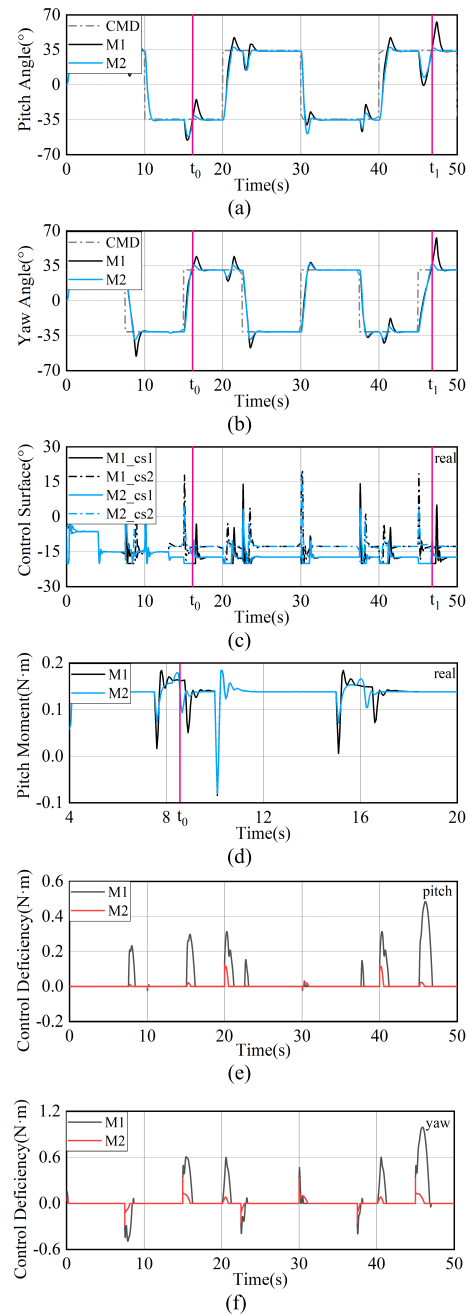 70
35
0
-35
-70
Pitch Angle(°)
CMD
M1
M2
0 10 t₀ 20 30 40 t₁ 50
Time(s)
(a)
70
35
0
-35
-70
Yaw Angle(°)
CMD
M1
M2
0 10 t₀ 20 30 40 t₁ 50
Time(s)
(b)
30
15
0
-15
-30
Control Surface(°)
M1_cs1
M1_cs2
M2_cs1
M2_cs2
real
0 10 t₀ 20 30 40 t₁ 50
Time(s)
(c)
0.2
0.1
0.0
-0.1
Pitch Moment(N·m)
M1
M2
real
4 8 t₀ 12 16 20
Time(s)
(d)
0.6
0.4
0.2
0.0
-0.2
Control Deficiency(N·m)
M1
M2
pitch
0 10 20 30 40 50
Time(s)
(e)
1.2
0.6
0.0
-0.6
Control Deficiency(N·m)
M1
M2
yaw
0 10 20 30 40 50
Time(s)
(f)